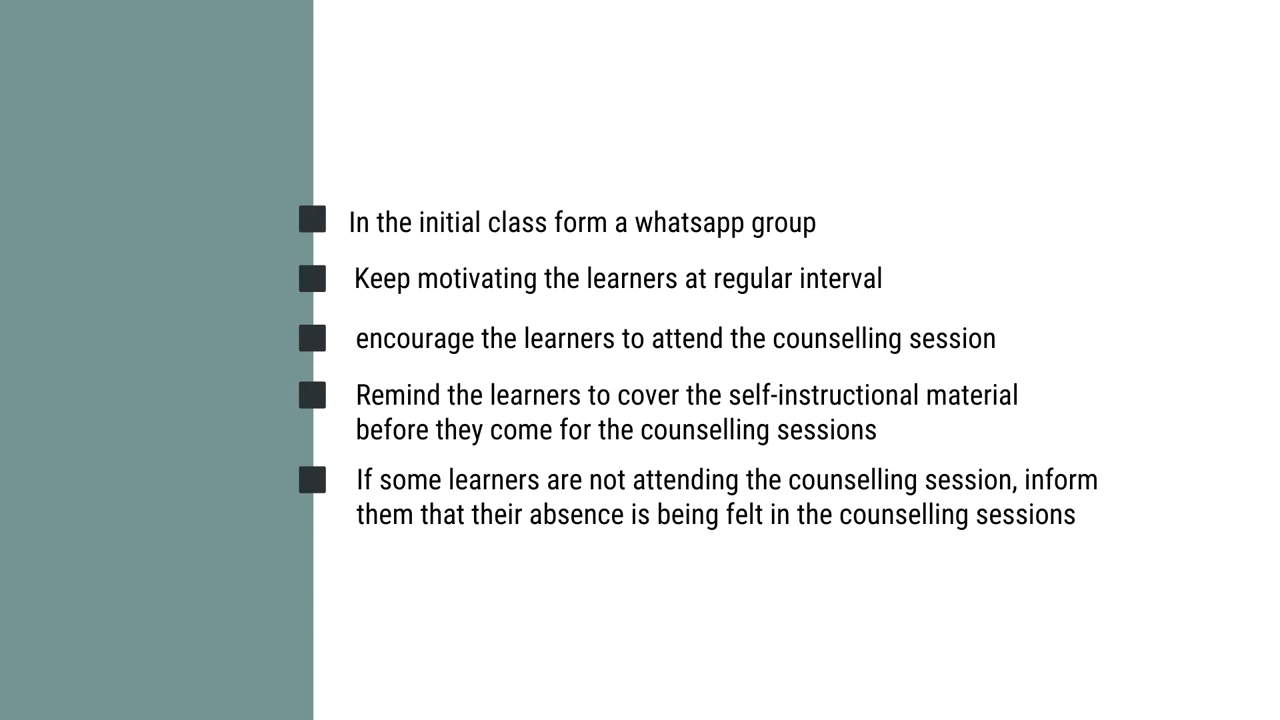 In the initial class form a whatsapp group
Keep motivating the learners at regular interval
encourage the learners to attend the counselling session
Remind the learners to cover the self-instructional material
before they come for the counselling sessions
If some learners are not attending the counselling session, inform
them that their absence is being felt in the counselling sessions